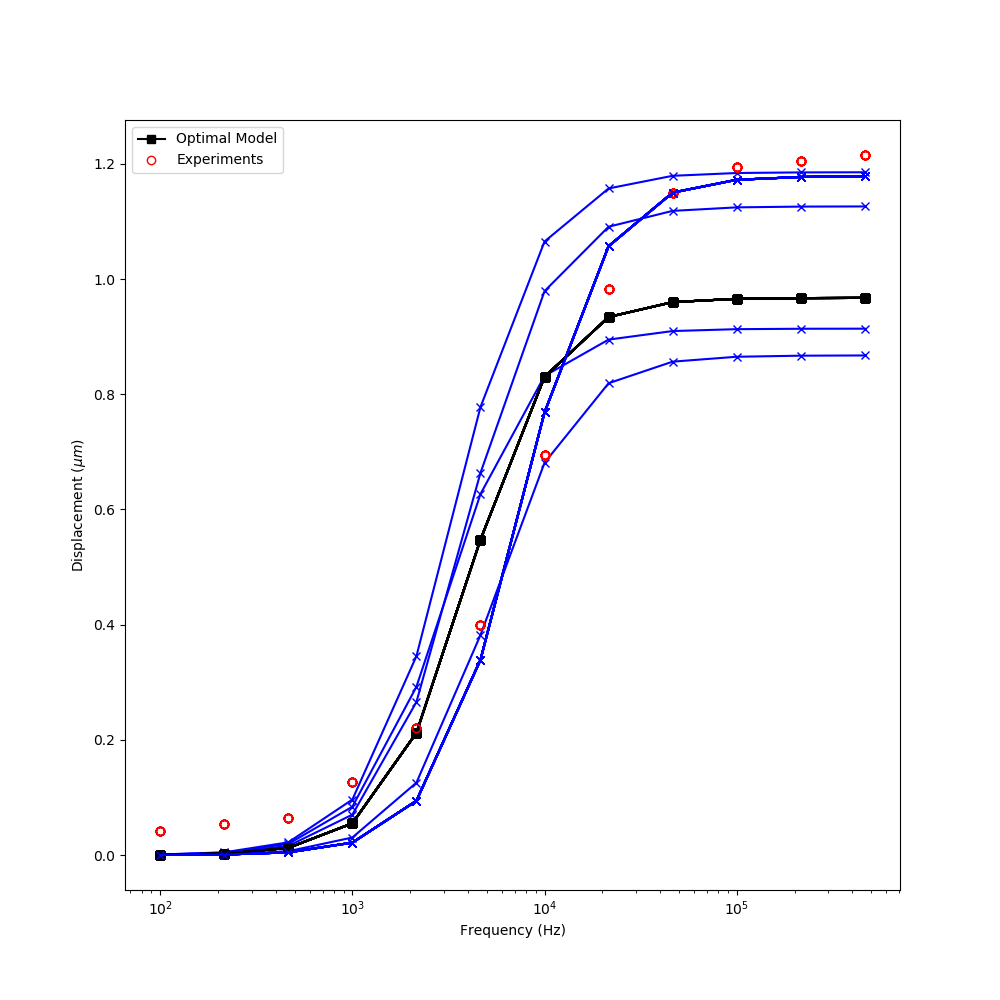 Optimal Model
Experiments
1.2
1.0
0.8
0.6
0.4
0.2
0.0
Displacement (μm)
10² 10³ 10⁴ 10⁵
Frequency (Hz)